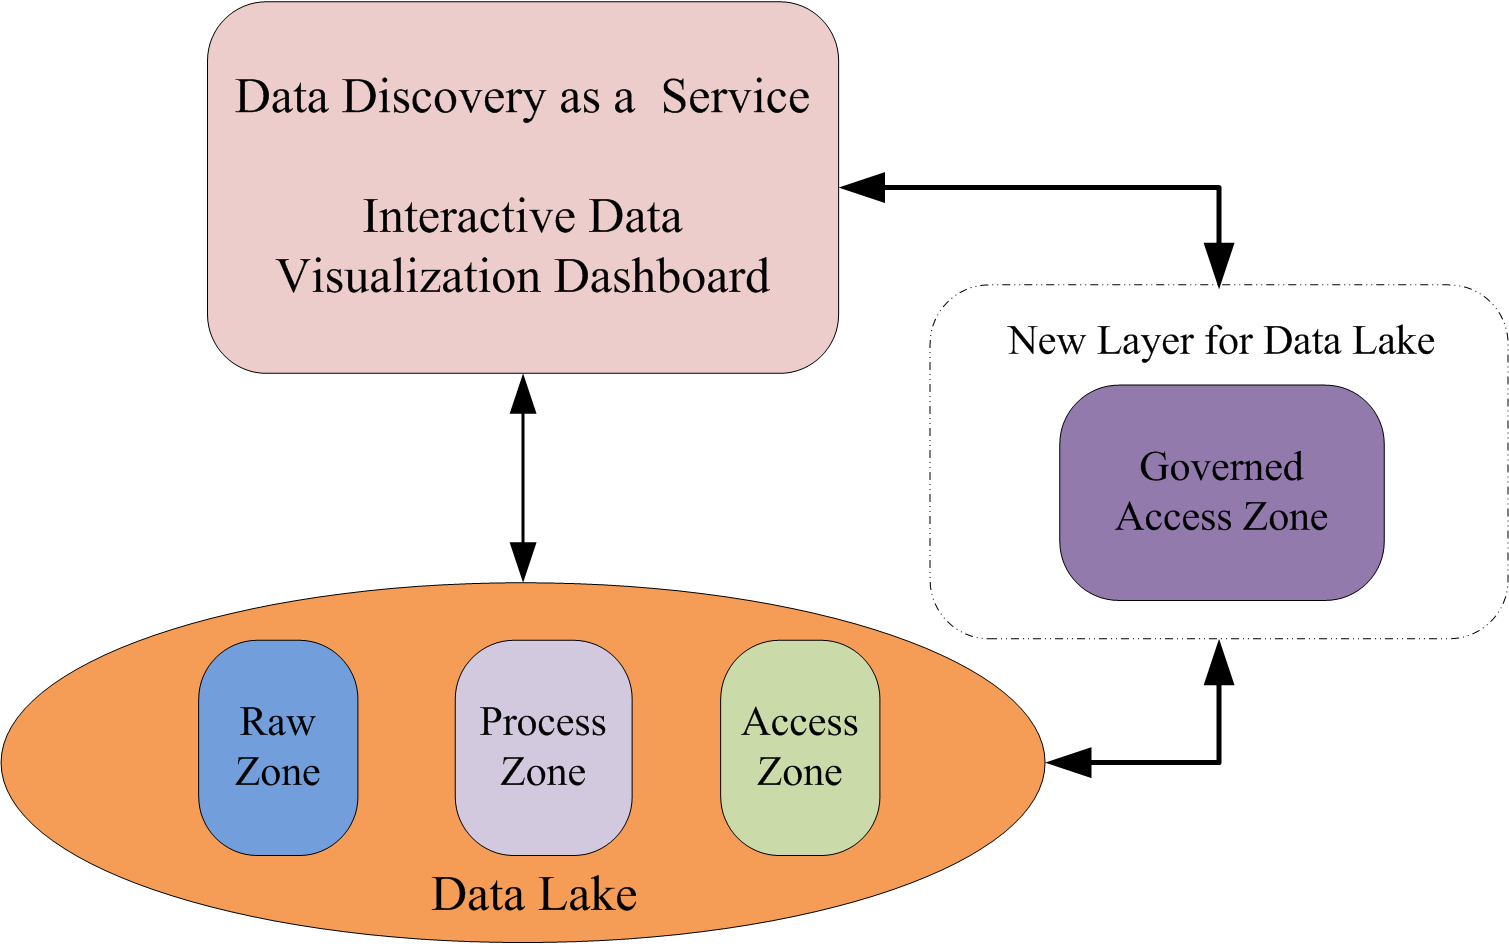 Data Discovery as a  Service
Interactive Data
Visualization Dashboard
New Layer for Data Lake
Governed
Access Zone
Raw
Zone
Process
Zone
Access
Zone
Data Lake